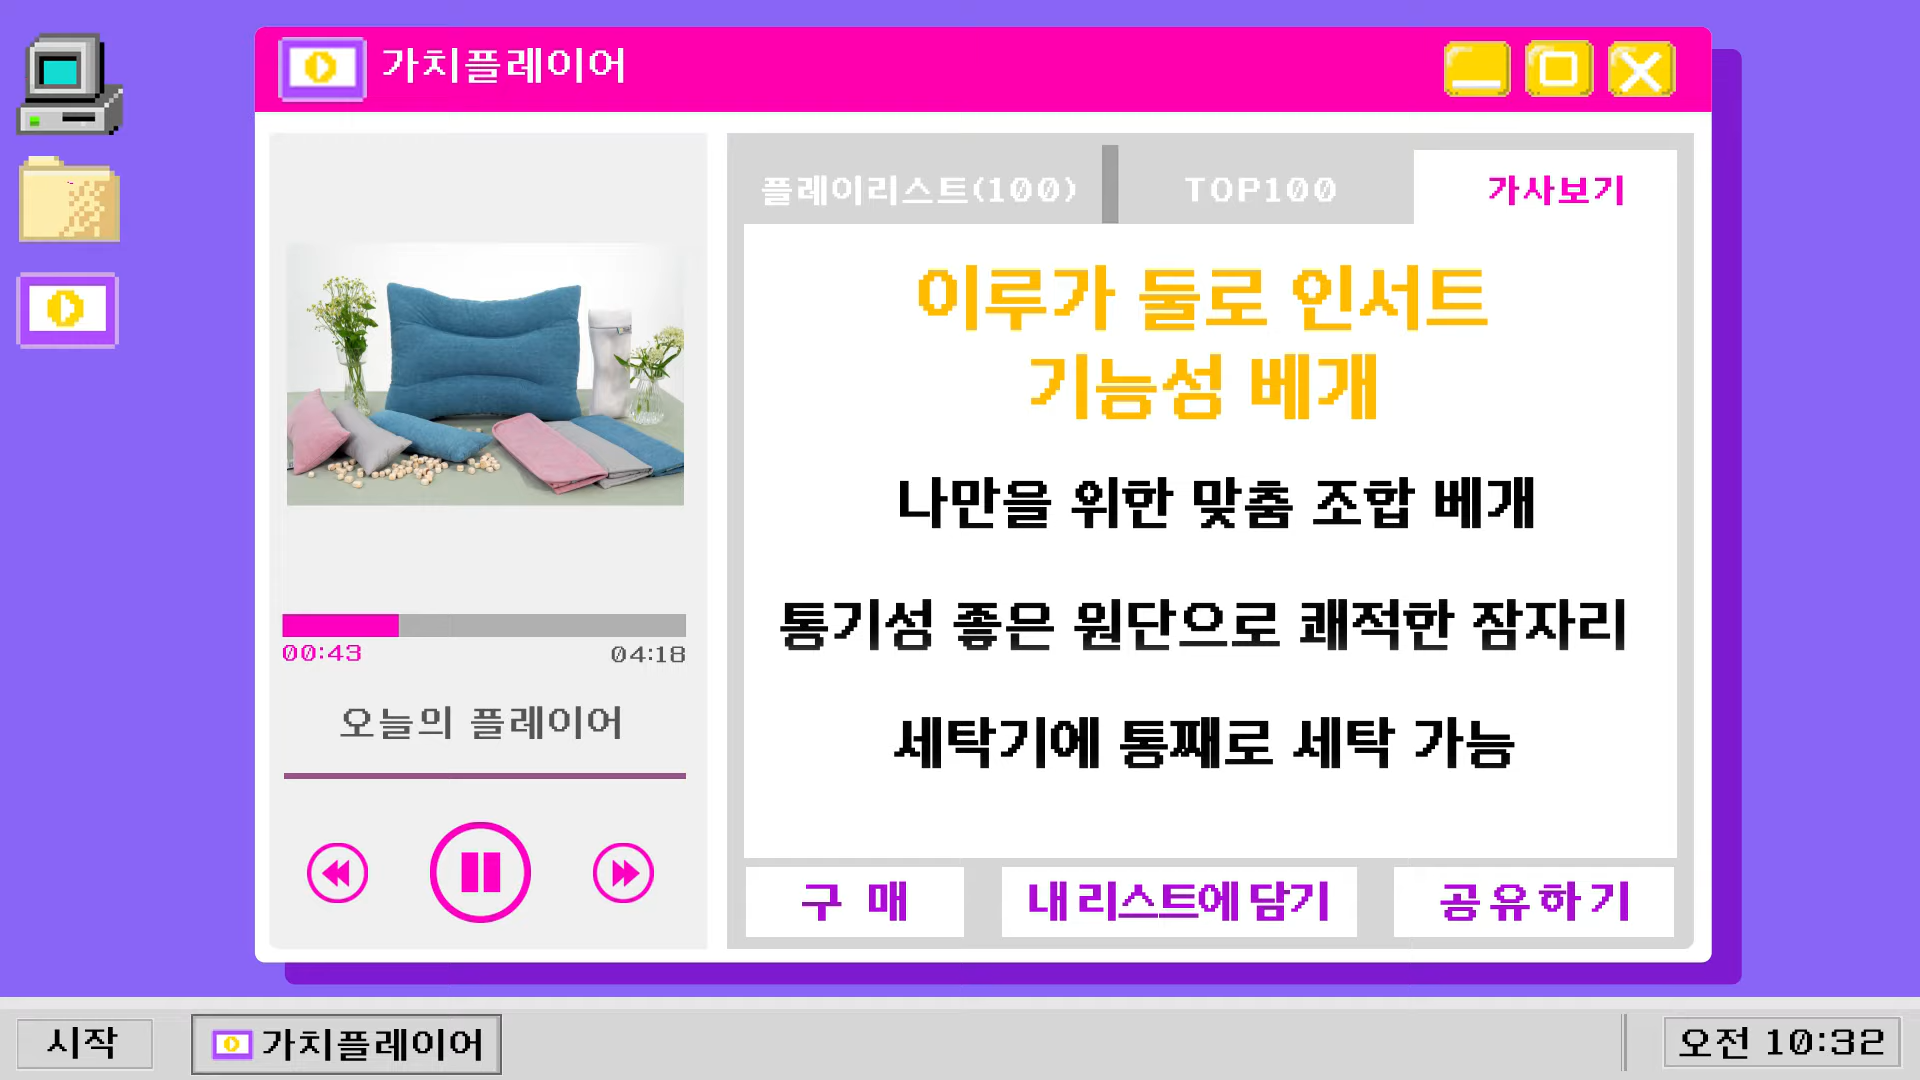 가치플레이어
플레이리스트(100)
TOP100
가사보기
이루가 둘로 인서트
기능성 베개
나만을 위한 맞춤 조합 베개
통기성 좋은 원단으로 쾌적한 잠자리
세탁기에 통째로 세탁 가능
00:43
04:18
오늘의 플레이어
구 매
내 리스트에 담기
공유하기
시작
가치플레이어
오전 10:32